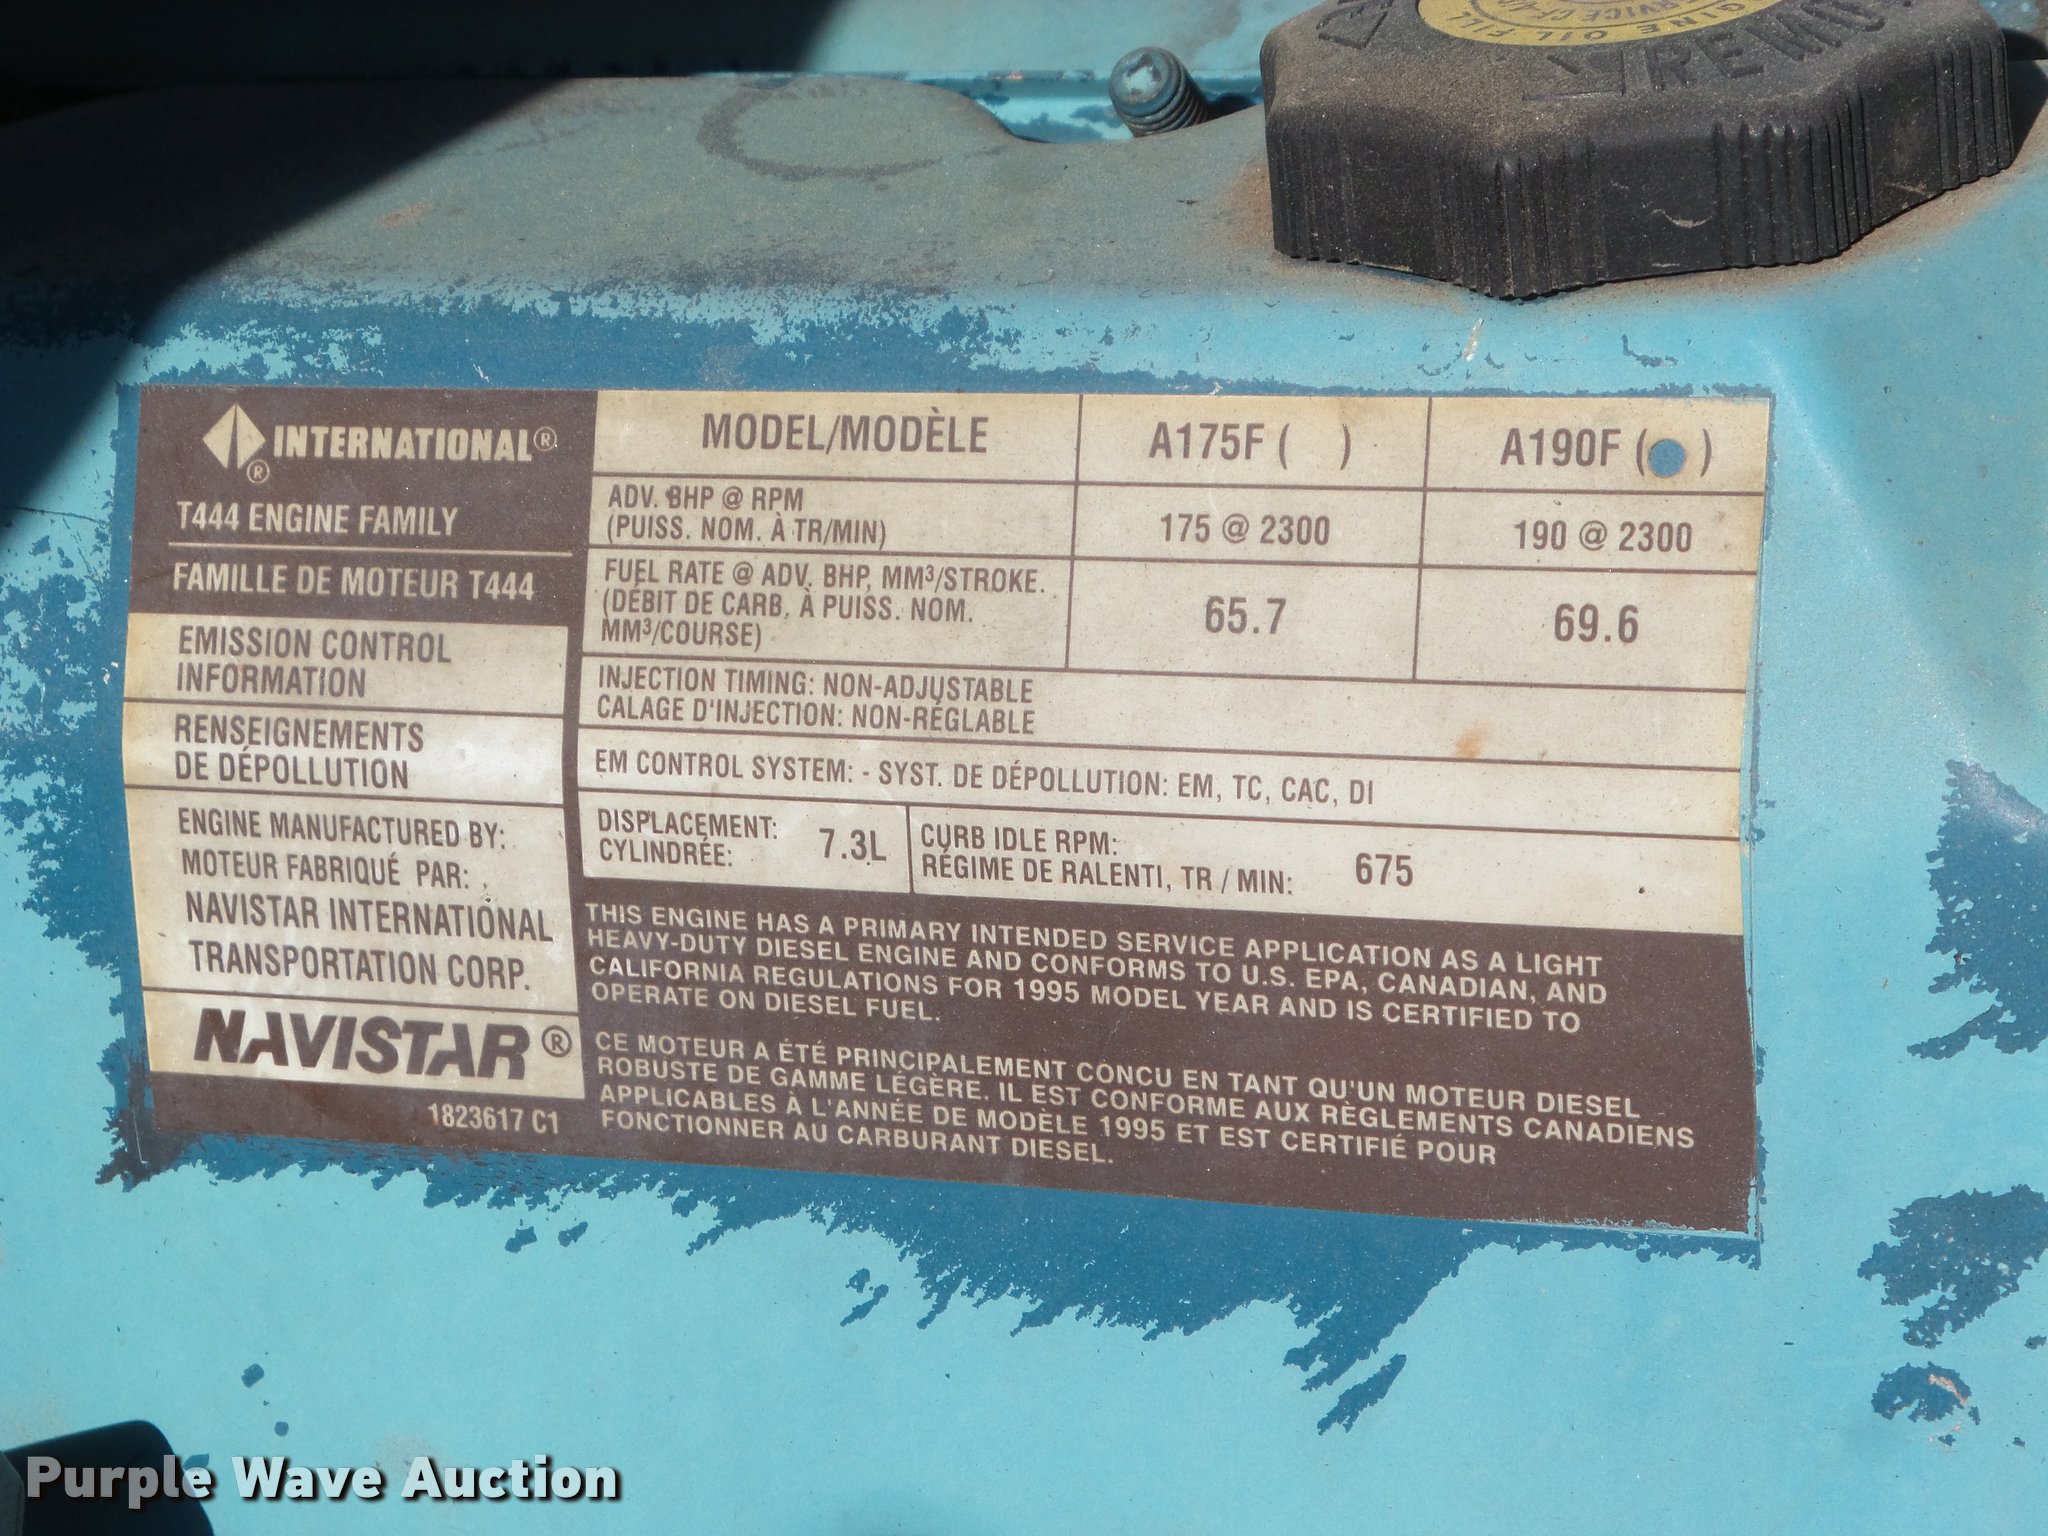 GINE OIL FILL
SERVICE CLA
REMO
INTERNATIONAL®
®
T444 ENGINE FAMILY
FAMILLE DE MOTEUR T444
EMISSION CONTROL
INFORMATION
RENSEIGNEMENTS
DE DÉPOLLUTION
ENGINE MANUFACTURED BY:
MOTEUR FABRIQUÉ PAR:
NAVISTAR INTERNATIONAL
TRANSPORTATION CORP.
NAVISTAR®
1823617 C1
MODEL/MODÈLE A175F ( ) A190F ( )
ADV. BHP @ RPM
(PUISS. NOM. À TR/MIN) 175 @ 2300 190 @ 2300
FUEL RATE @ ADV. BHP, MM³/STROKE.
(DÉBIT DE CARB, À PUISS. NOM.
MM³/COURSE) 65.7 69.6
INJECTION TIMING: NON-ADJUSTABLE
CALAGE D'INJECTION: NON-RÉGLABLE
EM CONTROL SYSTEM: - SYST. DE DÉPOLLUTION: EM, TC, CAC, DI
DISPLACEMENT:
CYLINDRÉE: 7.3L
CURB IDLE RPM:
RÉGIME DE RALENTI, TR / MIN: 675
THIS ENGINE HAS A PRIMARY INTENDED SERVICE APPLICATION AS A LIGHT
HEAVY-DUTY DIESEL ENGINE AND CONFORMS TO U.S. EPA, CANADIAN, AND
CALIFORNIA REGULATIONS FOR 1995 MODEL YEAR AND IS CERTIFIED TO
OPERATE ON DIESEL FUEL.
CE MOTEUR A ÉTÉ PRINCIPALEMENT CONÇU EN TANT QU'UN MOTEUR DIESEL
ROBUSTE DE GAMME LÉGÈRE. IL EST CONFORME AUX RÈGLEMENTS CANADIENS
APPLICABLES À L'ANNÉE DE MODÈLE 1995 ET EST CERTIFIÉ POUR
FONCTIONNER AU CARBURANT DIESEL.
Purple Wave Auction